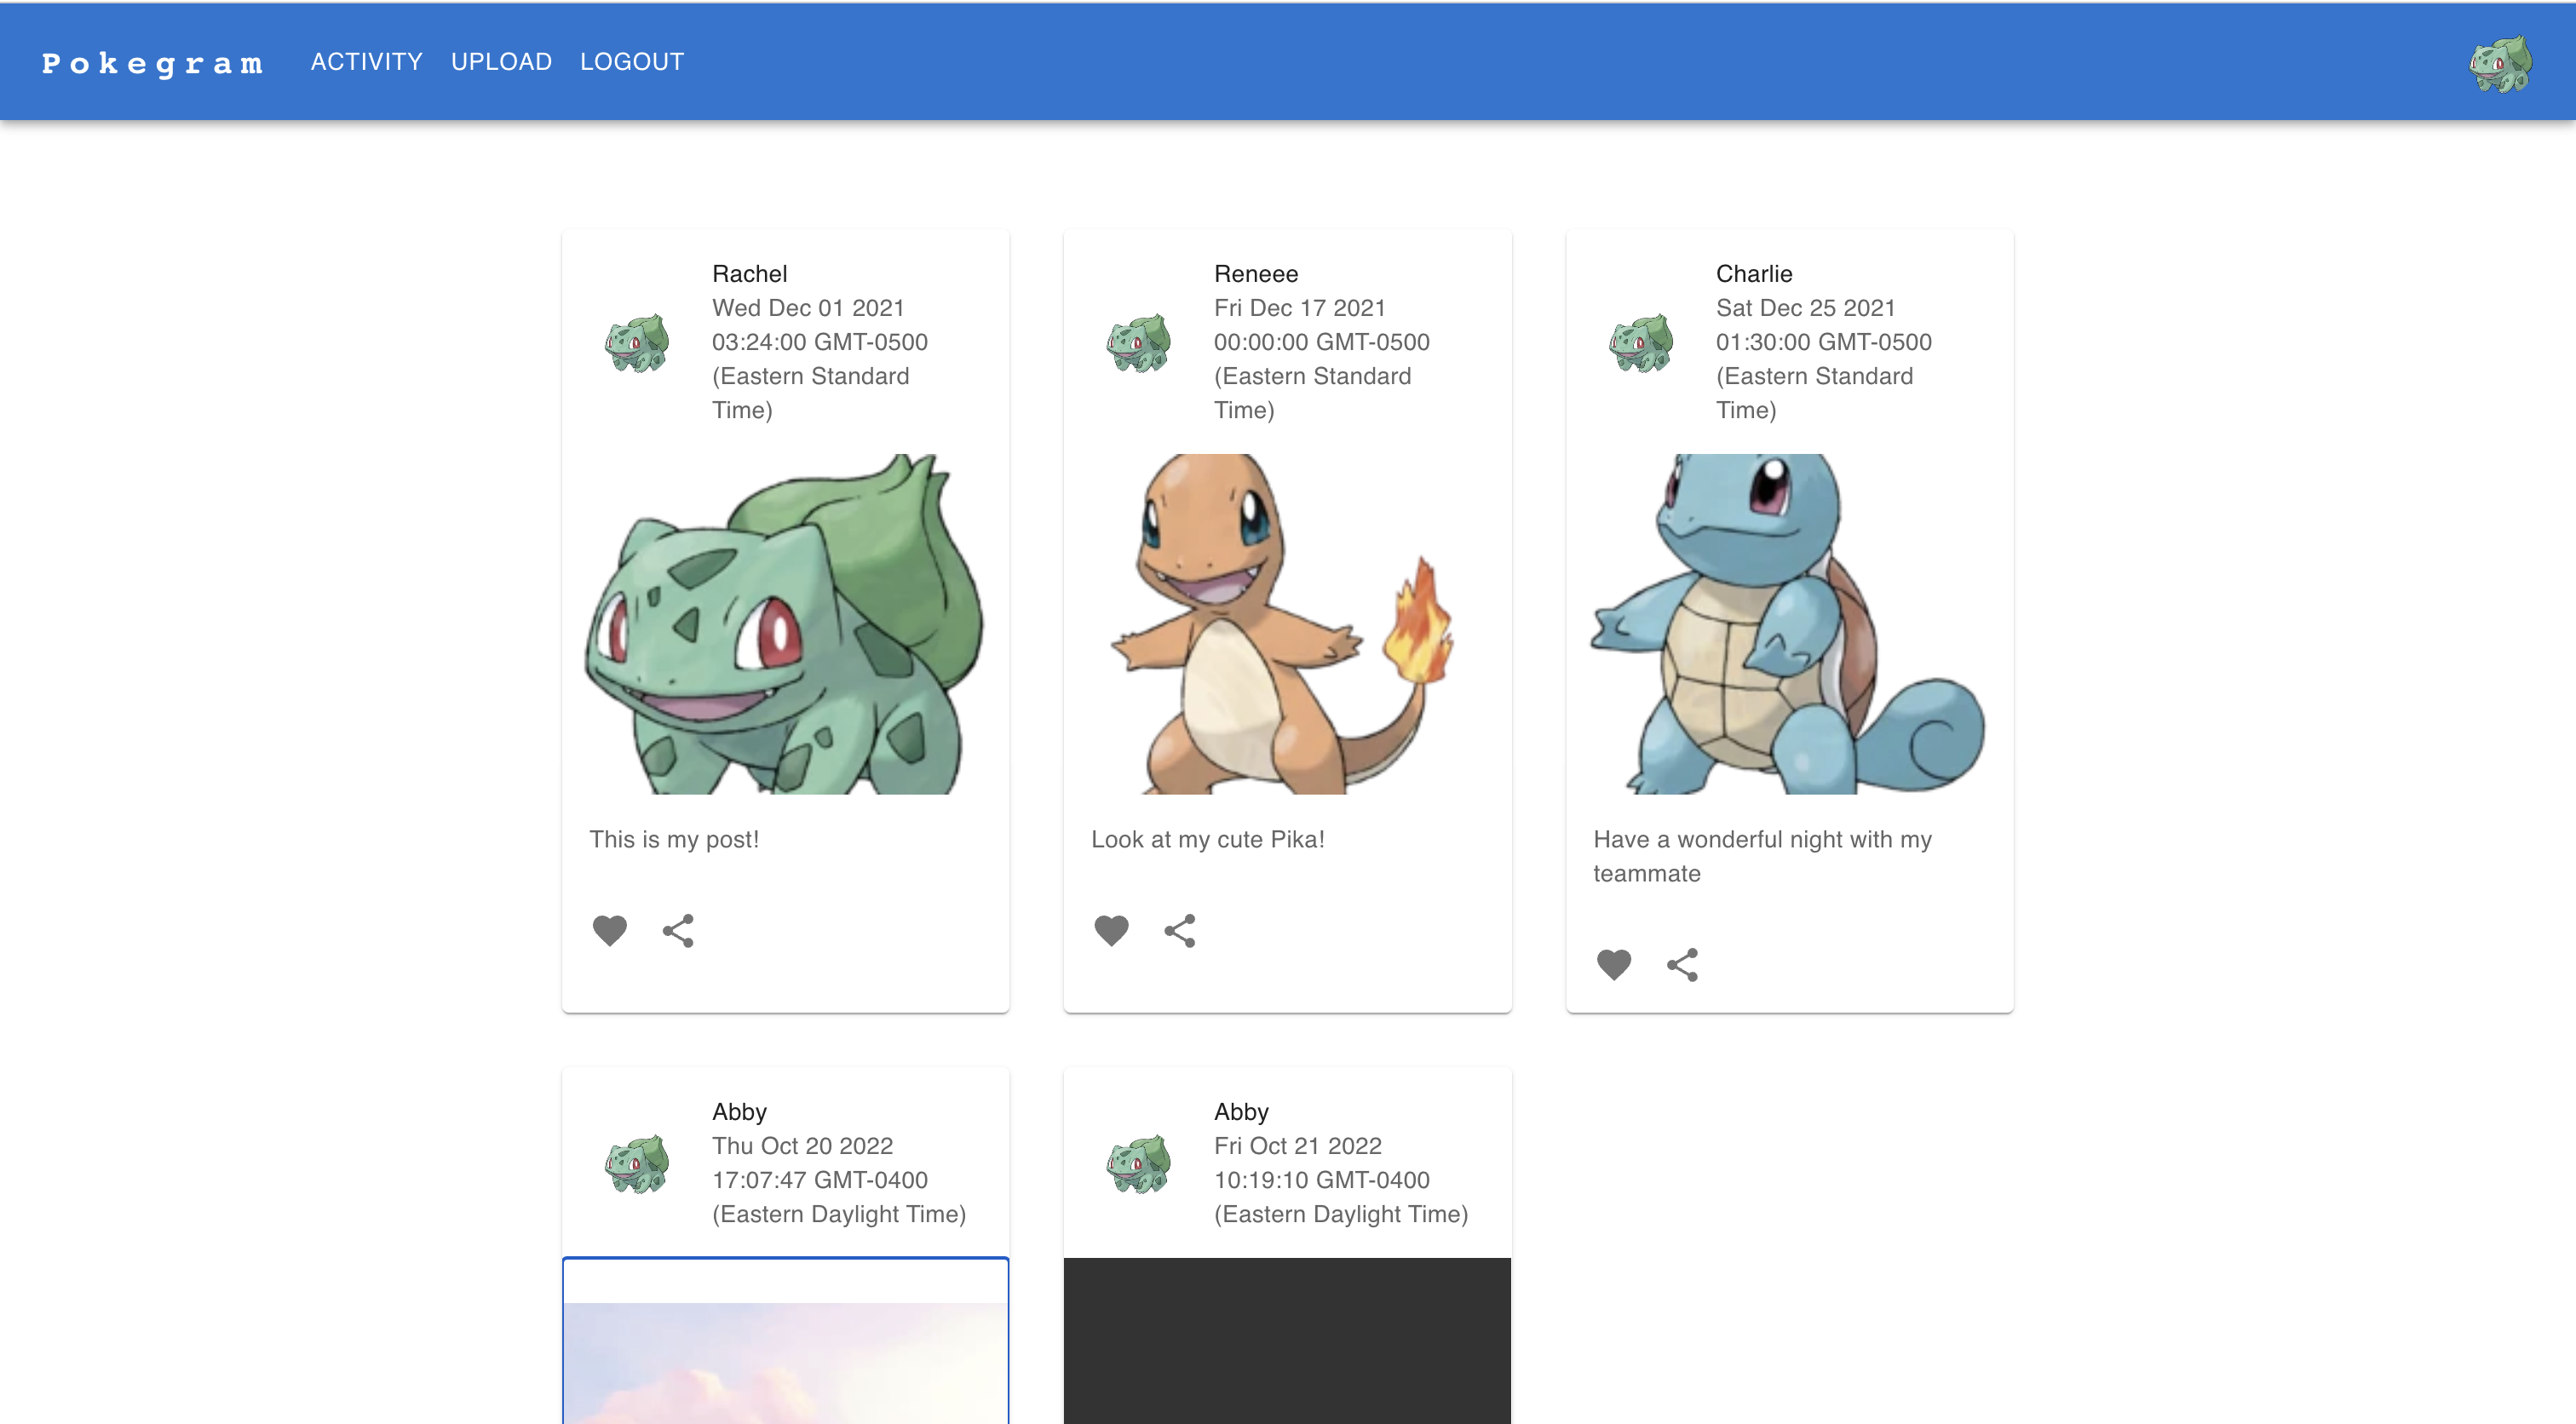 Pokegram ACTIVITY UPLOAD LOGOUT
Rachel
Wed Dec 01 2021
03:24:00 GMT-0500
(Eastern Standard
Time)
This is my post!
Reneee
Fri Dec 17 2021
00:00:00 GMT-0500
(Eastern Standard
Time)
Look at my cute Pika!
Charlie
Sat Dec 25 2021
01:30:00 GMT-0500
(Eastern Standard
Time)
Have a wonderful night with my
teammate
Abby
Thu Oct 20 2022
17:07:47 GMT-0400
(Eastern Daylight Time)
Abby
Fri Oct 21 2022
10:19:10 GMT-0400
(Eastern Daylight Time)